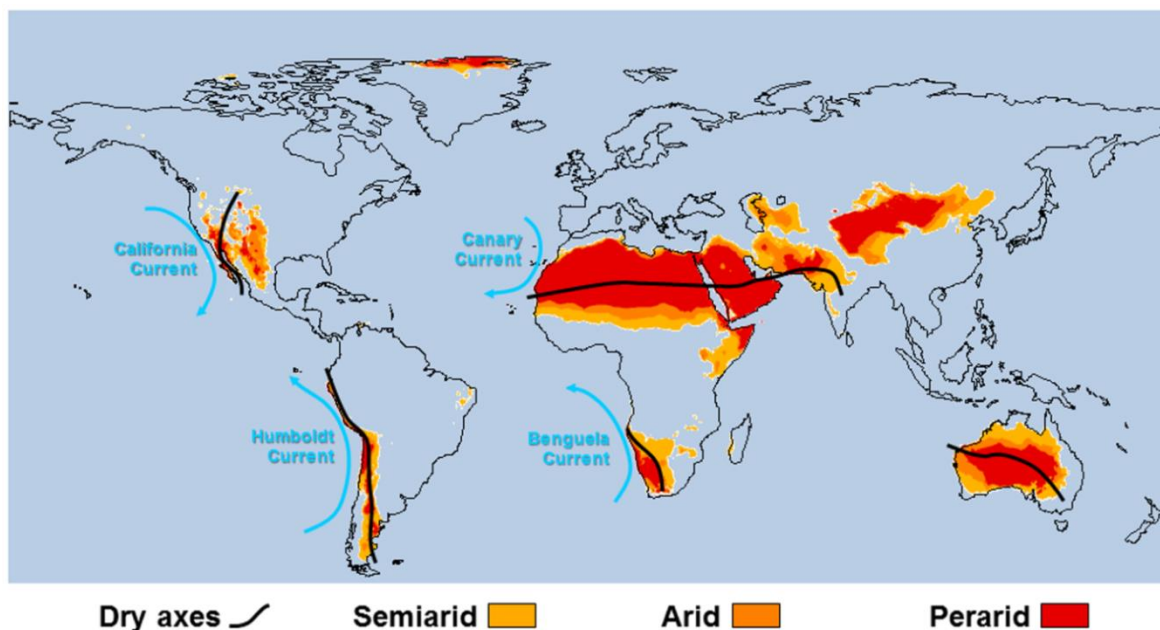 California
Current
Canary
Current
Humboldt
Current
Benguela
Current
Dry axes
Semiarid
Arid
Perarid